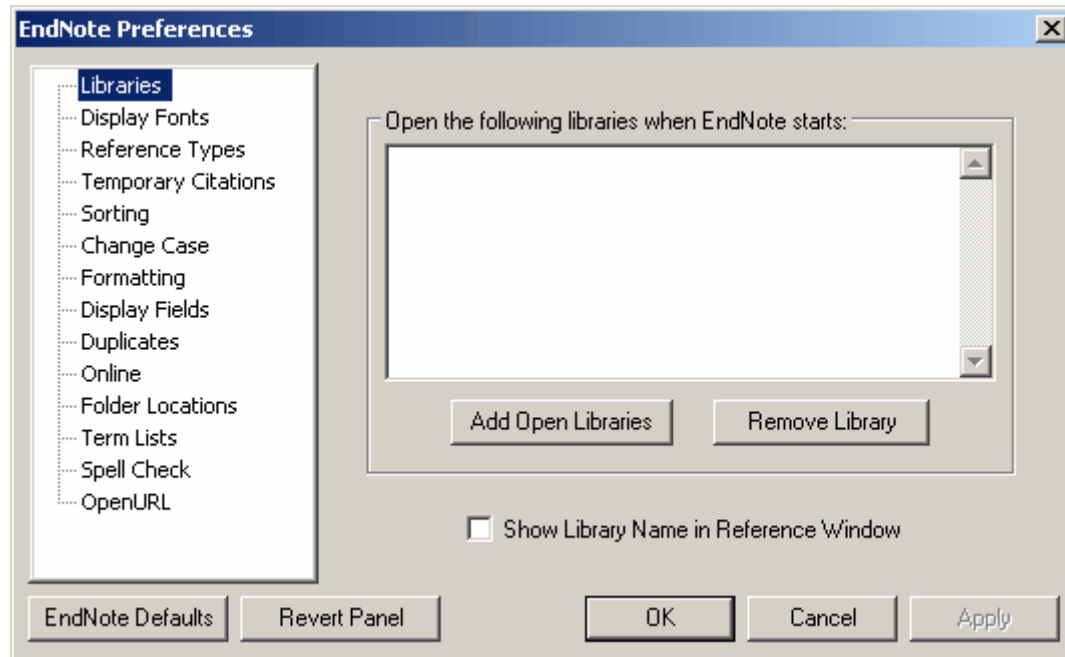 EndNote Preferences
Libraries
Display Fonts
Reference Types
Temporary Citations
Sorting
Change Case
Formatting
Display Fields
Duplicates
Online
Folder Locations
Term Lists
Spell Check
OpenURL
Open the following libraries when EndNote starts:
Add Open Libraries Remove Library
Show Library Name in Reference Window
EndNote Defaults Revert Panel OK Cancel Apply